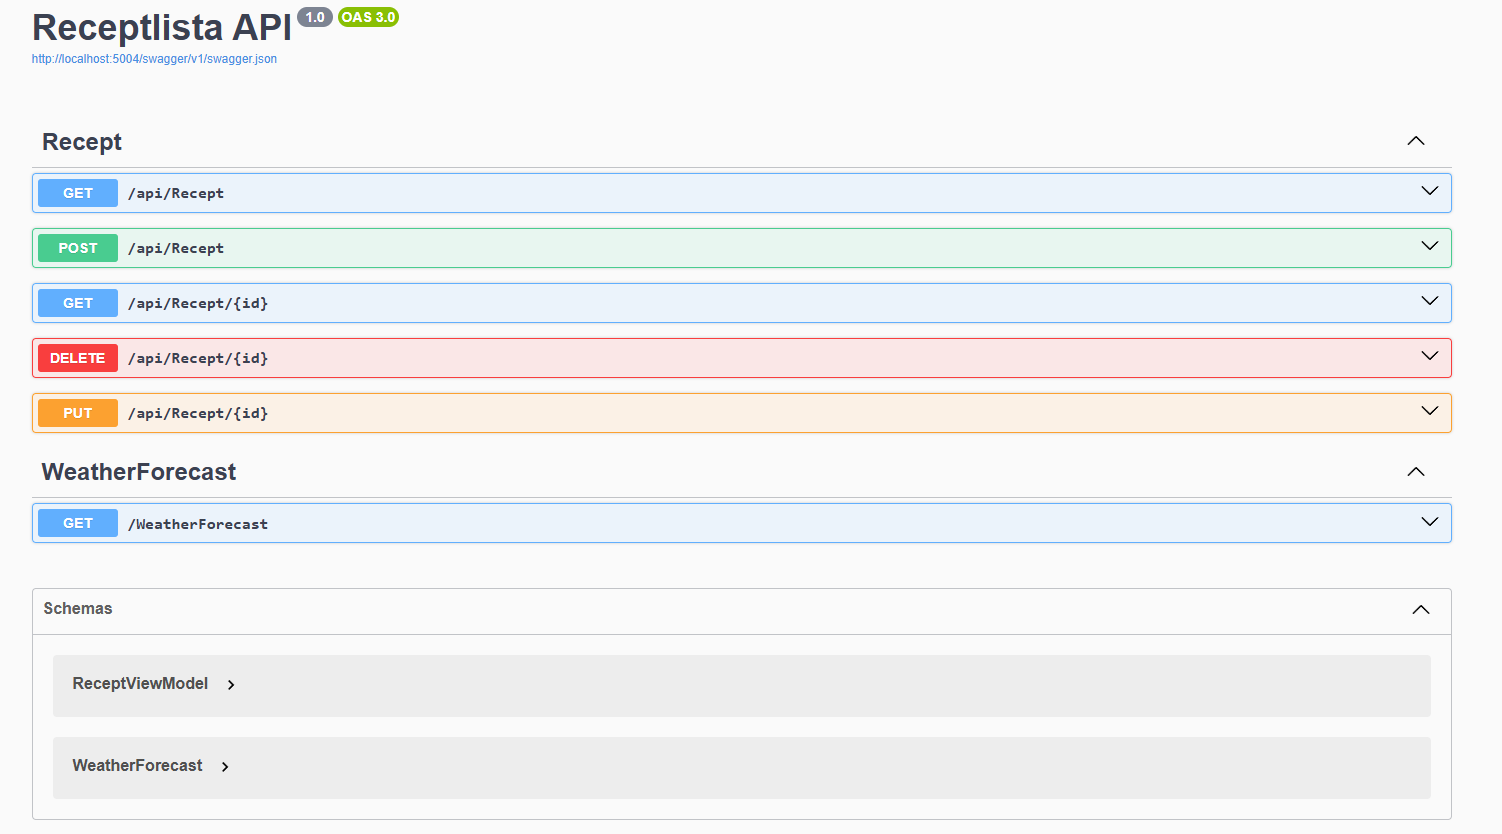 Receptlista API 1.0 OAS 3.0
http://localhost:5004/swagger/v1/swagger.json
Recept
GET /api/Recept
POST /api/Recept
GET /api/Recept/{id}
DELETE /api/Recept/{id}
PUT /api/Recept/{id}
WeatherForecast
GET /WeatherForecast
Schemas
ReceptViewModel
WeatherForecast